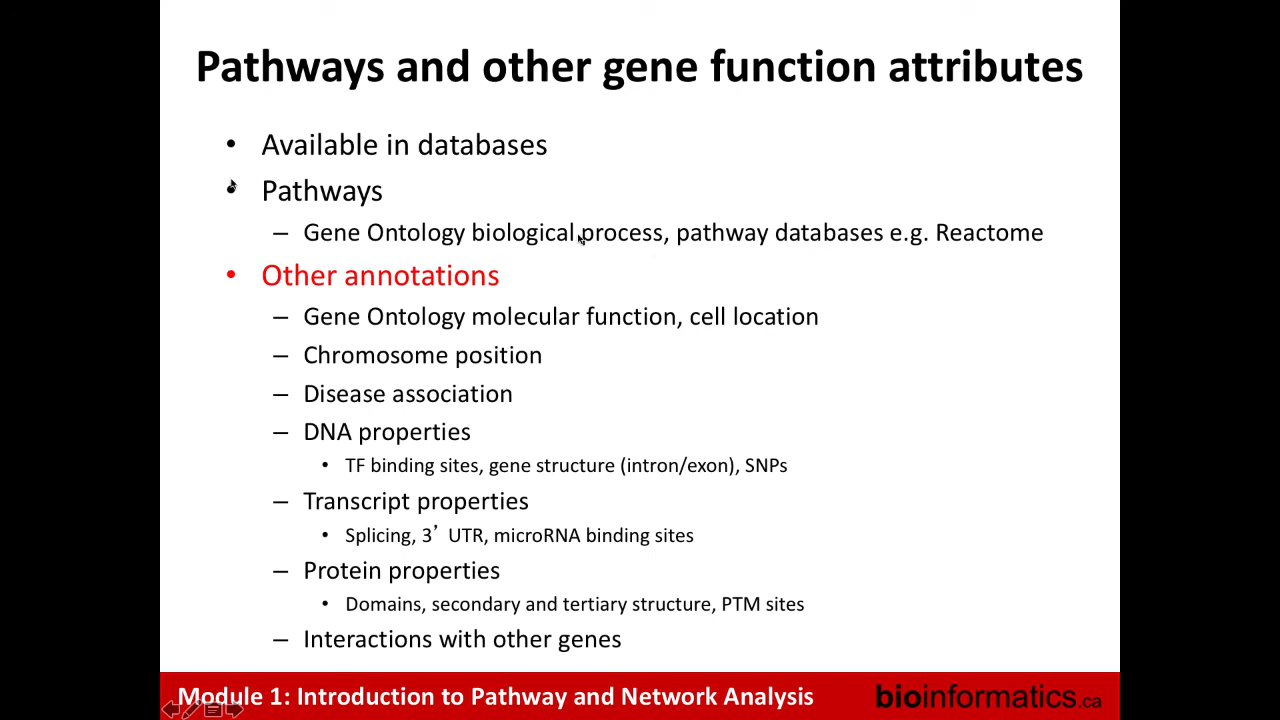 Pathways and other gene function attributes
• Available in databases
• Pathways
– Gene Ontology biological process, pathway databases e.g. Reactome
• Other annotations
– Gene Ontology molecular function, cell location
– Chromosome position
– Disease association
– DNA properties
• TF binding sites, gene structure (intron/exon), SNPs
– Transcript properties
• Splicing, 3’ UTR, microRNA binding sites
– Protein properties
• Domains, secondary and tertiary structure, PTM sites
– Interactions with other genes
Module 1: Introduction to Pathway and Network Analysis
bioinformatics.ca